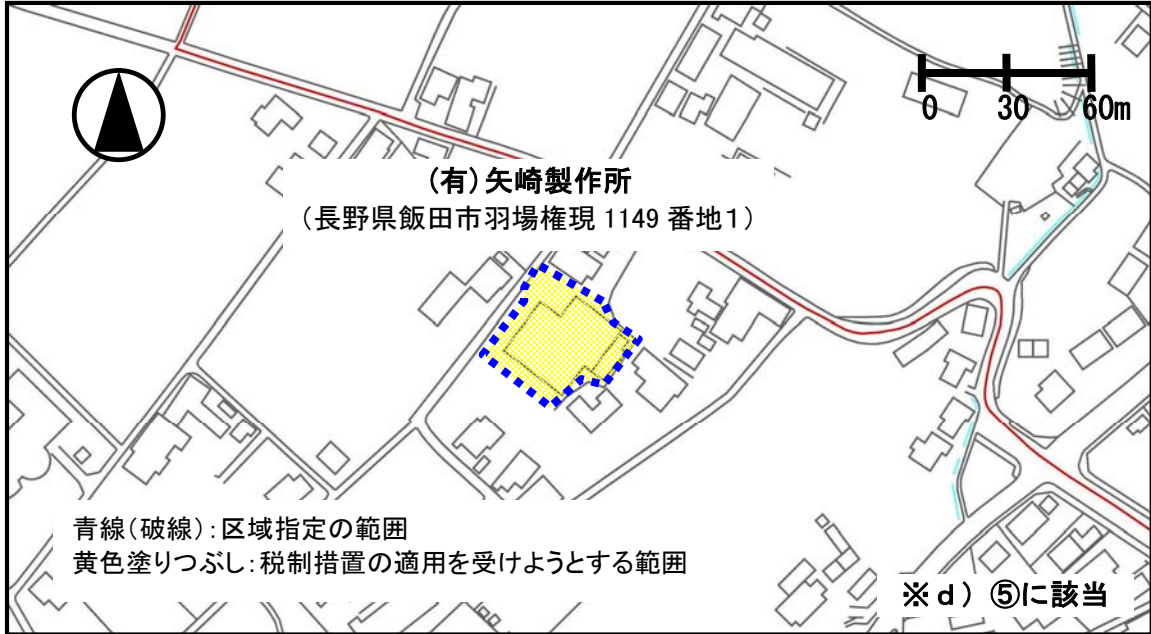 0 30 60m
(有)矢崎製作所
（長野県飯田市羽場権現 1149 番地１）
青線（破線）：区域指定の範囲
黄色塗りつぶし：税制措置の適用を受けようとする範囲
※ｄ）⑤に該当